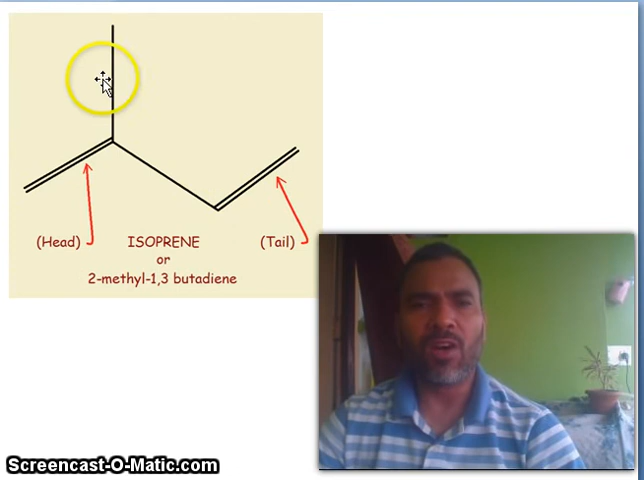 (Head) ISOPRENE (Tail)
or
2-methyl-1,3 butadiene
Screencast-O-Matic.com